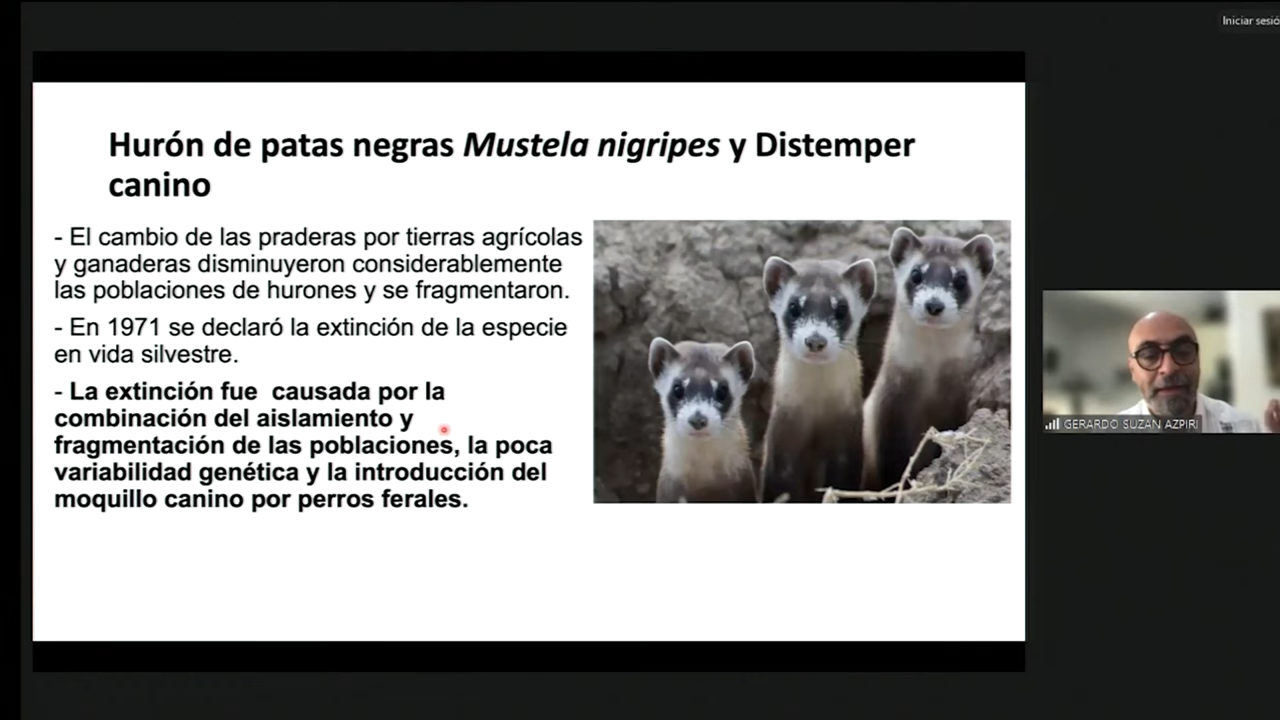 Iniciar sesió
Hurón de patas negras Mustela nigripes y Distemper
canino
- El cambio de las praderas por tierras agrícolas
y ganaderas disminuyeron considerablemente
las poblaciones de hurones y se fragmentaron.
- En 1971 se declaró la extinción de la especie
en vida silvestre.
- La extinción fue  causada por la
combinación del aislamiento y
fragmentación de las poblaciones, la poca
variabilidad genética y la introducción del
moquillo canino por perros ferales.
GERARDO SUZAN AZPIRI